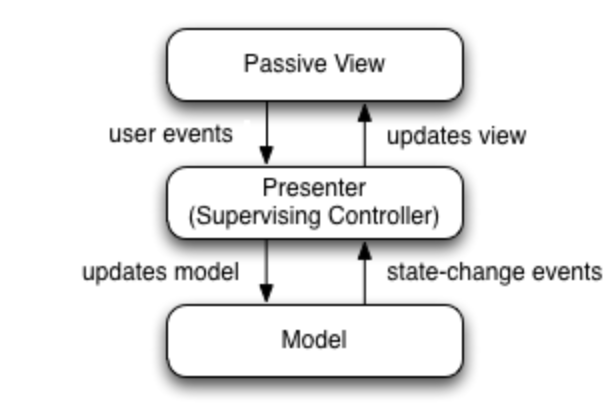 Passive View
user events
updates view
Presenter
(Supervising Controller)
updates model
state-change events
Model